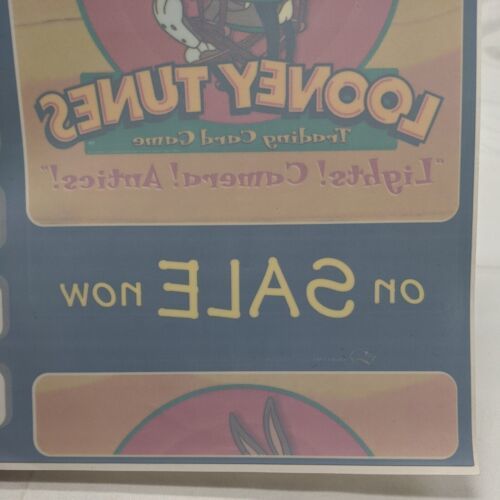 LOONEY TUNES
Trading Card Game
"Lights! Camera! Antics!"
on SALE now